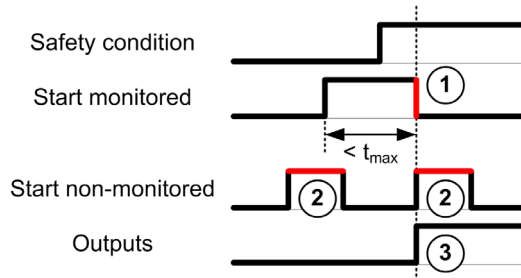 Safety condition
Start monitored
1
< tmax
Start non-monitored
2
2
Outputs
3